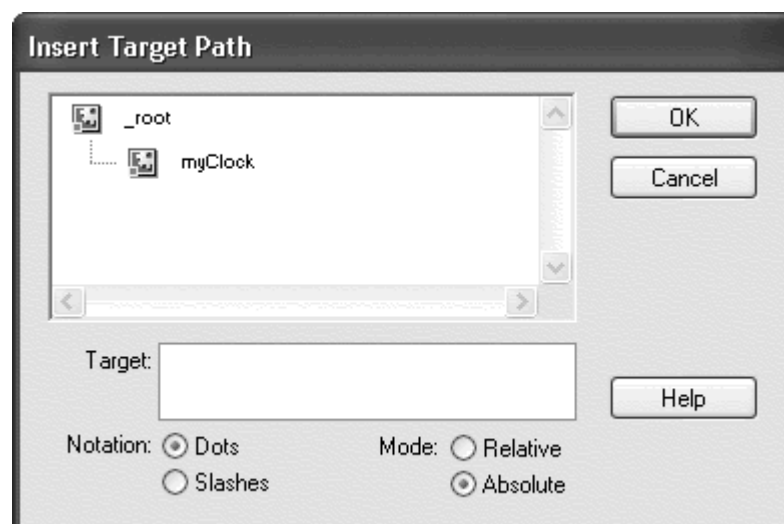 Insert Target Path
_root
myClock
OK
Cancel
Target:
Help
Notation: Dots Mode: Relative
Slashes Absolute